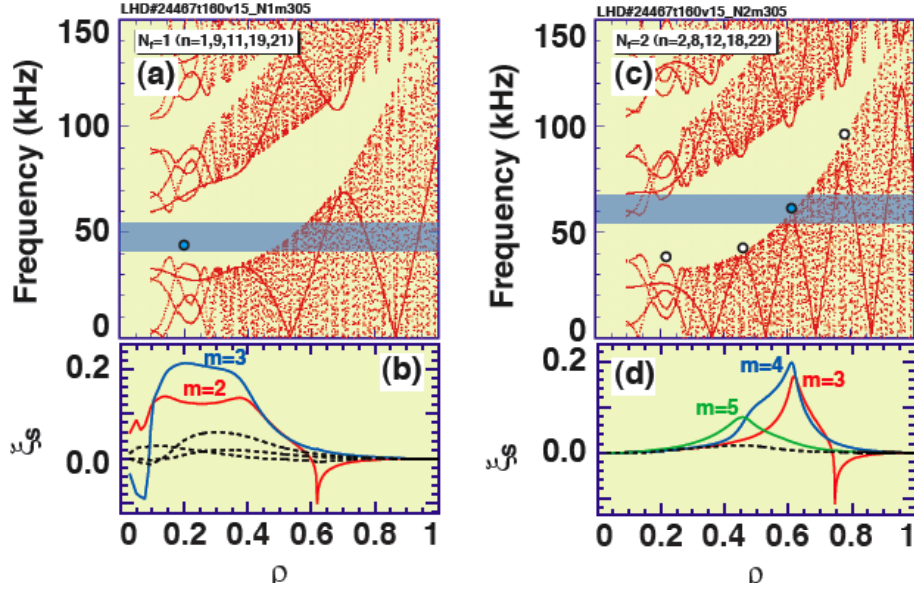 LHD#24467t160v15_N1m305
150
100
50
0
Frequency (kHz)
Nf=1 (n=1,9,11,19,21)
(a)
0.2
0.0
ξs
m=3
m=2
(b)
0 0.2 0.4 0.6 0.8 1
ρ
LHD#24467t160v15_N2m305
150
100
50
0
Frequency (kHz)
Nf=2 (n=2,8,12,18,22)
(c)
0.2
0.0
ξs
m=4
m=3
m=5
(d)
0 0.2 0.4 0.6 0.8 1
ρ